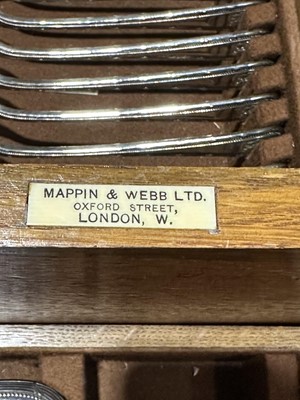 MAPPIN & WEBB LTD.
OXFORD STREET,
LONDON, W.